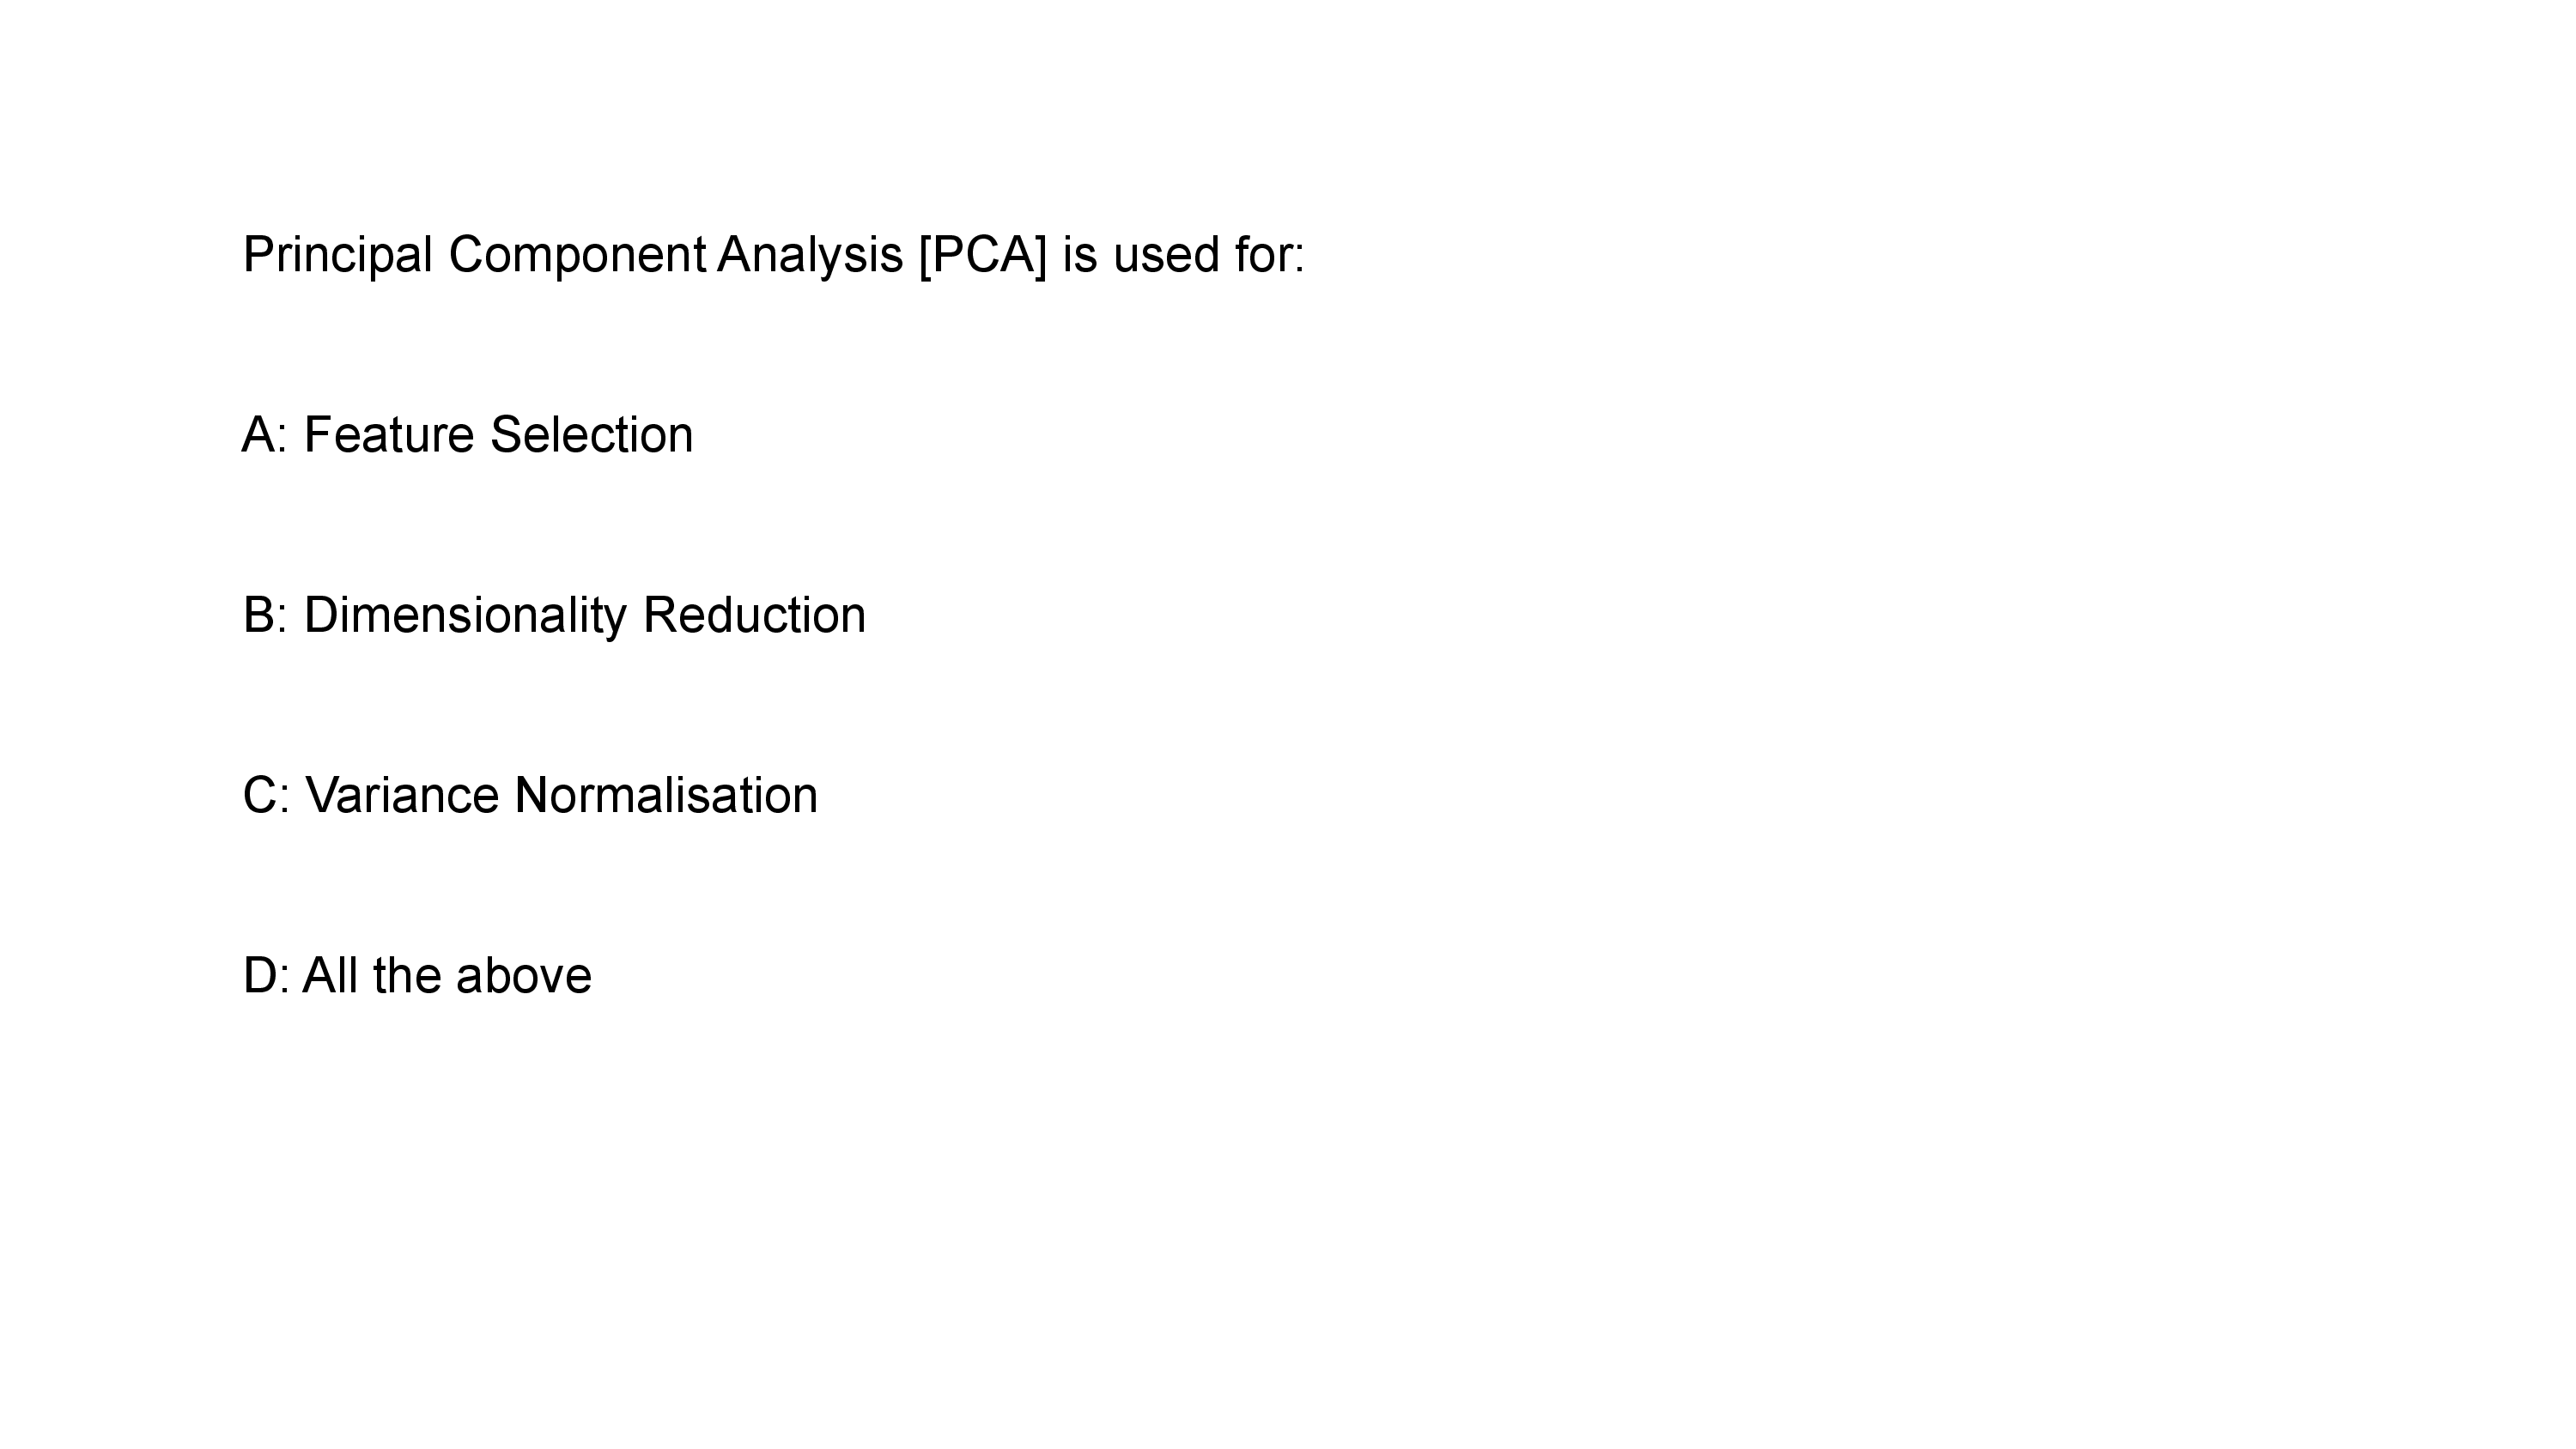 Principal Component Analysis [PCA] is used for:
A: Feature Selection
B: Dimensionality Reduction
C: Variance Normalisation
D: All the above